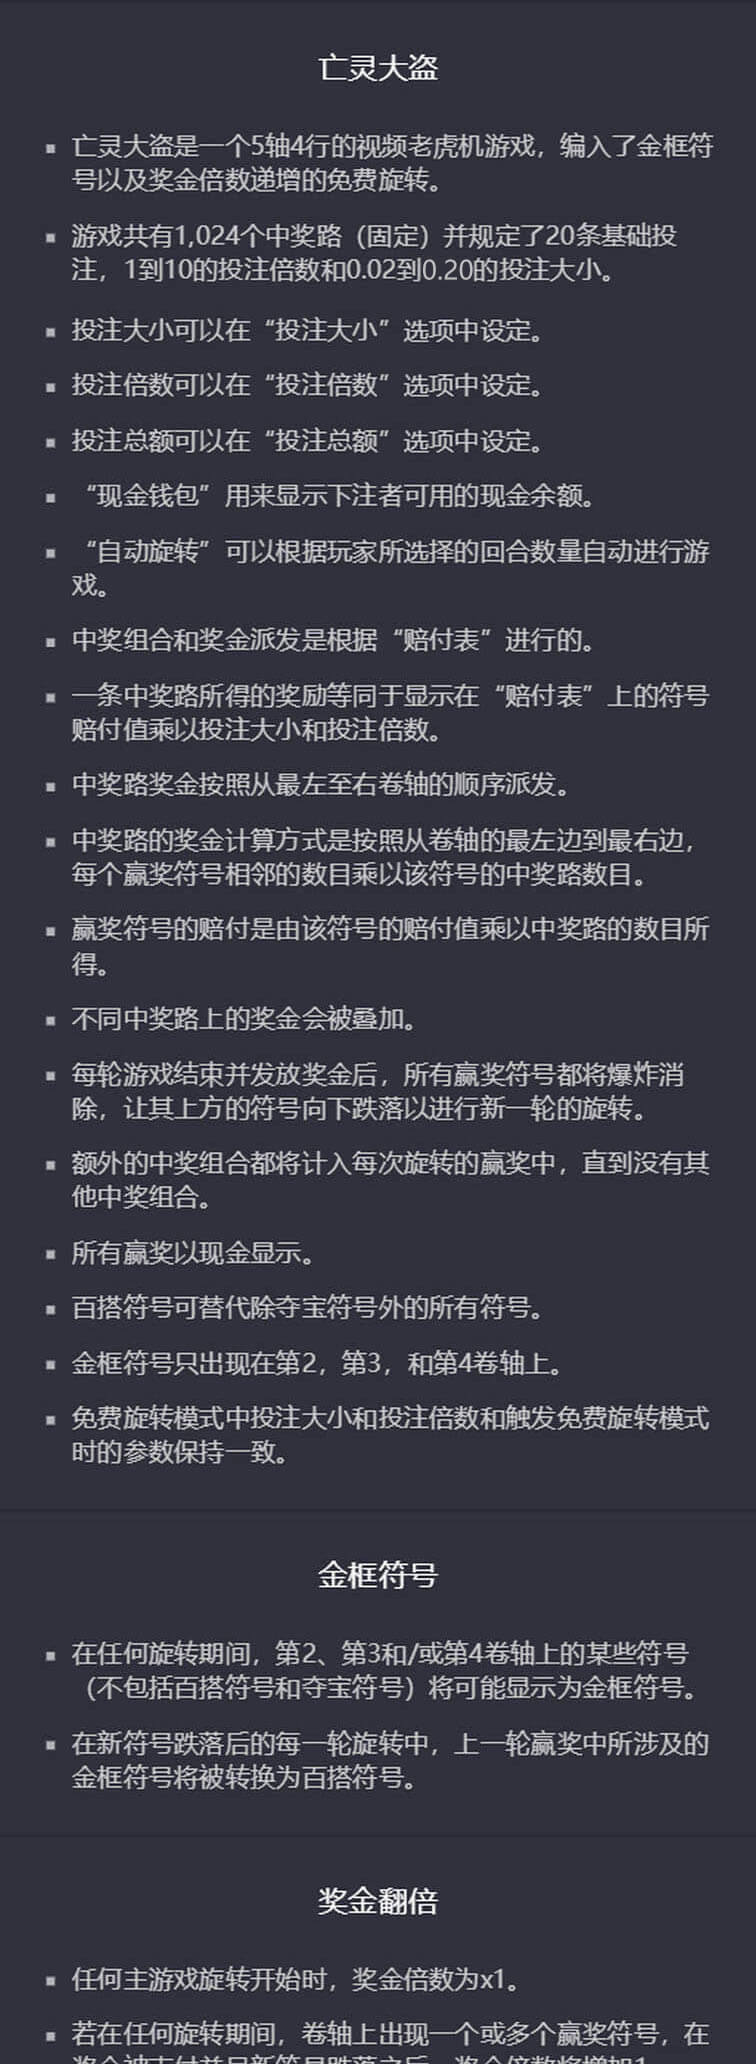 亡灵大盗
▪ 亡灵大盗是一个5轴4行的视频老虎机游戏，编入了金框符
号以及奖金倍数递增的免费旋转。
▪ 游戏共有1,024个中奖路（固定）并规定了20条基础投
注，1到10的投注倍数和0.02到0.20的投注大小。
▪ 投注大小可以在“投注大小”选项中设定。
▪ 投注倍数可以在“投注倍数”选项中设定。
▪ 投注总额可以在“投注总额”选项中设定。
▪ “现金钱包”用来显示下注者可用的现金余额。
▪ “自动旋转”可以根据玩家所选择的回合数量自动进行游
戏。
▪ 中奖组合和奖金派发是根据“赔付表”进行的。
▪ 一条中奖路所得的奖励等同于显示在“赔付表”上的符号
赔付值乘以投注大小和投注倍数。
▪ 中奖路奖金按照从最左至右卷轴的顺序派发。
▪ 中奖路的奖金计算方式是按照从卷轴的最左边到最右边，
每个赢奖符号相邻的数目乘以该符号的中奖路数目。
▪ 赢奖符号的赔付是由该符号的赔付值乘以中奖路的数目所
得。
▪ 不同中奖路上的奖金会被叠加。
▪ 每轮游戏结束并发放奖金后，所有赢奖符号都将爆炸消
除，让其上方的符号向下跌落以进行新一轮的旋转。
▪ 额外的中奖组合都将计入每次旋转的赢奖中，直到没有其
他中奖组合。
▪ 所有赢奖以现金显示。
▪ 百搭符号可替代除夺宝符号外的所有符号。
▪ 金框符号只出现在第2，第3，和第4卷轴上。
▪ 免费旋转模式中投注大小和投注倍数和触发免费旋转模式
时的参数保持一致。
金框符号
▪ 在任何旋转期间，第2、第3和/或第4卷轴上的某些符号
（不包括百搭符号和夺宝符号）将可能显示为金框符号。
▪ 在新符号跌落后的每一轮旋转中，上一轮赢奖中所涉及的
金框符号将被转换为百搭符号。
奖金翻倍
▪ 任何主游戏旋转开始时，奖金倍数为x1。
▪ 若在任何旋转期间，卷轴上出现一个或多个赢奖符号，在